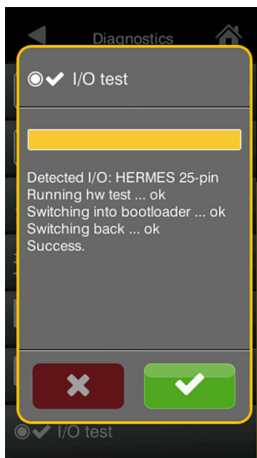 Diagnostics
I/O test
Detected I/O: HERMES 25-pin
Running hw test ... ok
Switching into bootloader ... ok
Switching back ... ok
Success.
I/O test